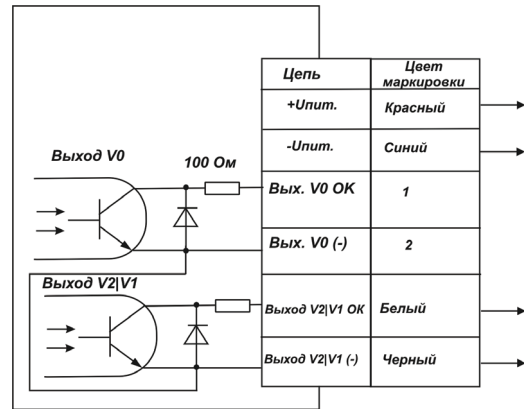 Цепь
Цвет
маркировки
+Uпит.
Красный
-Uпит.
Синий
Выход V0
100 Ом
Вых. V0 ОК
1
Вых. V0 (-)
2
Выход V2|V1
Выход V2|V1 ОК
Белый
Выход V2|V1 (-)
Черный